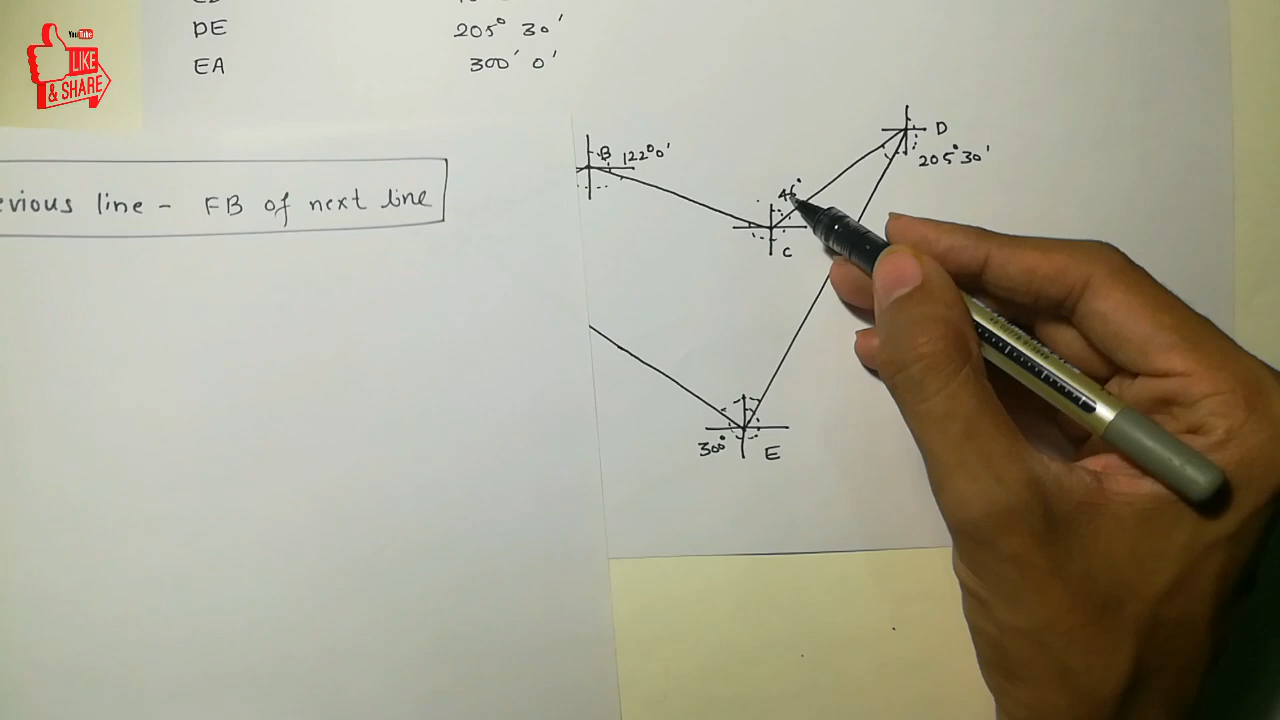 DE 205° 30'
EA 300' 0'
YouTube
LIKE
& SHARE
evious line - FB of next line
B 122°0'
D
205°30'
C
300°
E